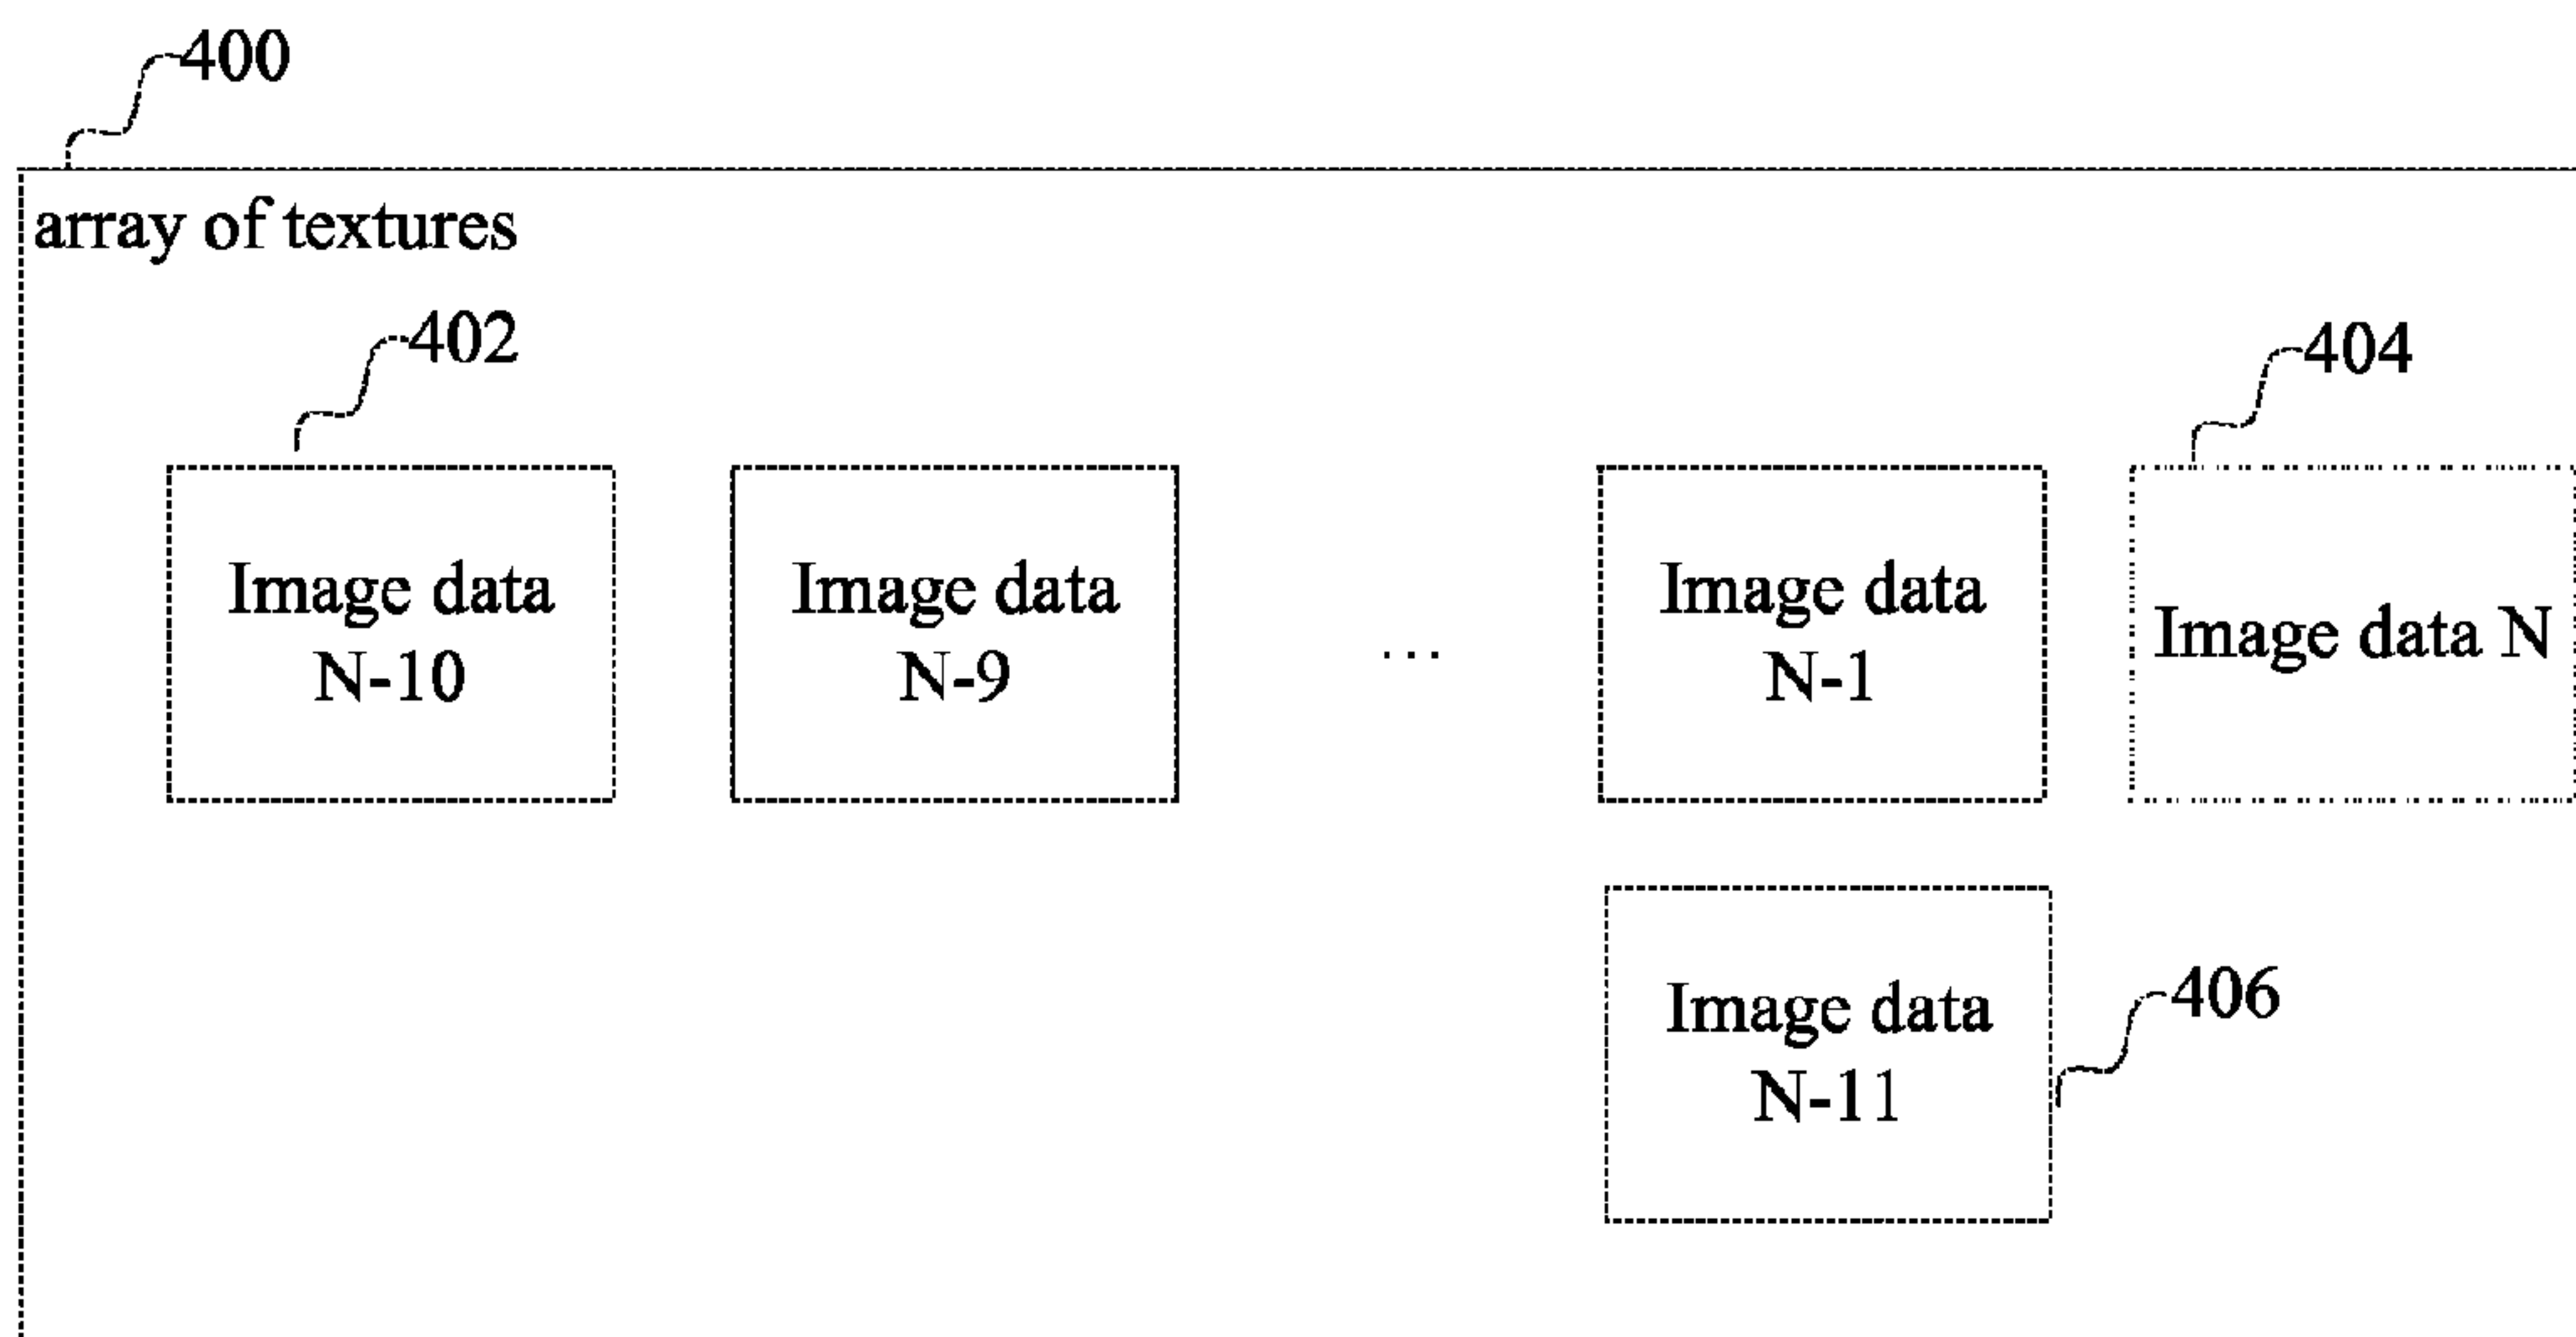 400
array of textures
402
404
Image data
N-10
Image data
N-9
...
Image data
N-1
Image data N
Image data
N-11
406